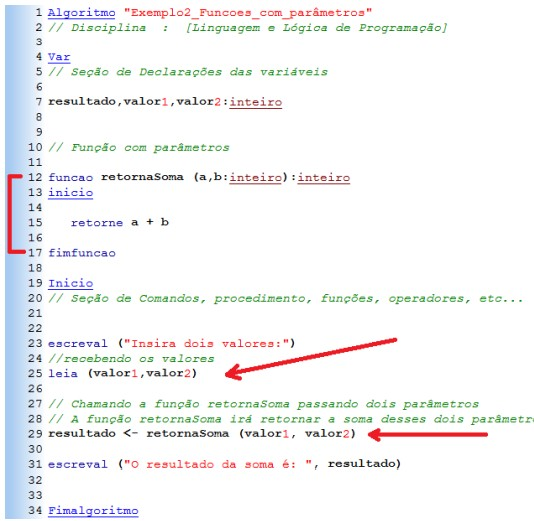 1 Algoritmo "Exemplo2_Funcoes_com_parâmetros"
2 // Disciplina : [Linguagem e Lógica de Programação]
3
4 Var
5 // Seção de Declarações das variáveis
6
7 resultado,valor1,valor2:inteiro
8
9
10 // Função com parâmetros
11
12 funcao retornaSoma (a,b:inteiro):inteiro
13 inicio
14
15 retorne a + b
16
17 fimfuncao
18
19 Inicio
20 // Seção de Comandos, procedimento, funções, operadores, etc...
21
22
23 escreval ("Insira dois valores:")
24 //recebendo os valores
25 leia (valor1,valor2)
26
27 // Chamando a função retornaSoma passando dois parâmetros
28 // A função retornaSoma irá retornar a soma desses dois parâmetr
29 resultado <- retornaSoma (valor1, valor2)
30
31 escreval ("O resultado da soma é: ", resultado)
32
33
34 Fimalgoritmo